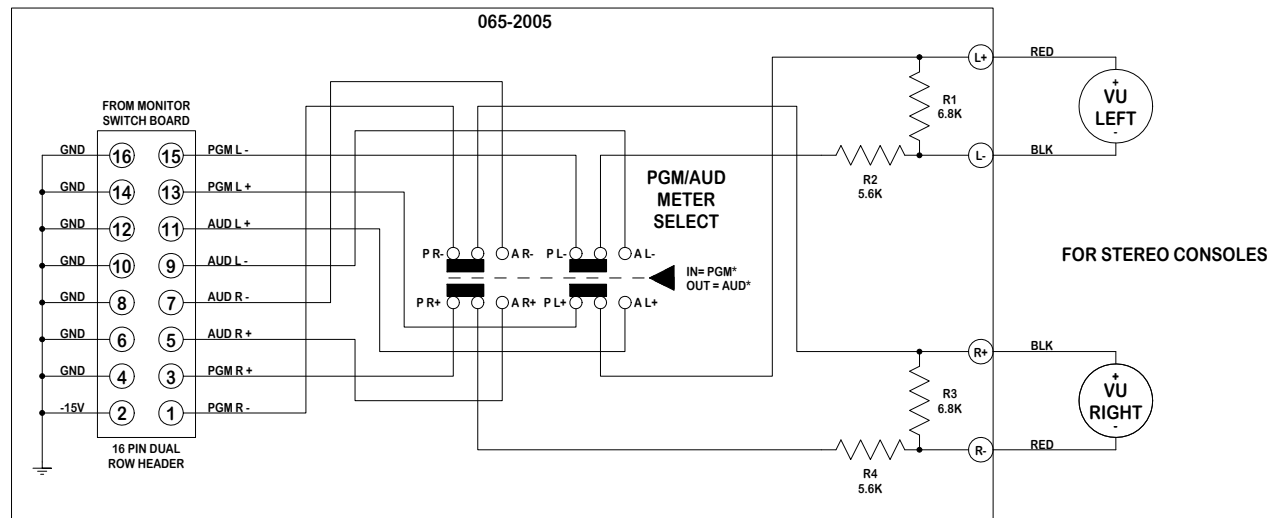 065-2005
FROM MONITOR
SWITCH BOARD
GND 16 15 PGM L -
GND 14 13 PGM L +
GND 12 11 AUD L +
GND 10 9 AUD L -
GND 8 7 AUD R -
GND 6 5 AUD R +
GND 4 3 PGM R +
-15V 2 1 PGM R -
16 PIN DUAL
ROW HEADER
PGM/AUD
METER
SELECT
P R- A R- P L- A L-
P R+ A R+ P L+ A L+
IN= PGM*
OUT = AUD*
L+ RED
R1
6.8K
L- BLK
R2
5.6K
+
VU
LEFT
-
FOR STEREO CONSOLES
R+ BLK
R3
6.8K
R- RED
R4
5.6K
+
VU
RIGHT
-